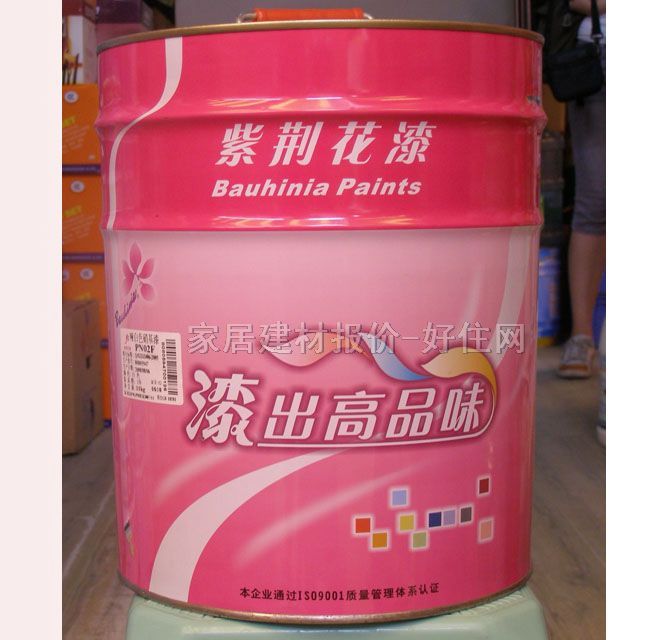 紫荆花漆
Bauhinia Paints
Bauhinia
家居建材报价-好住网
PN02F
漆出高品味
本企业通过ISO9001质量管理体系认证